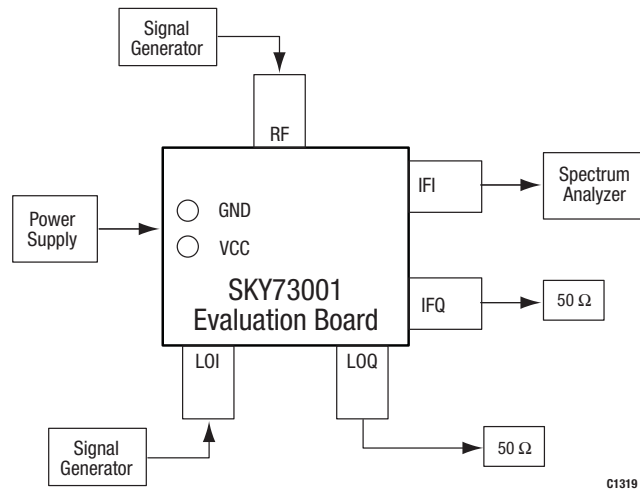 Signal
Generator
RF
IFI
Spectrum
Analyzer
Power
Supply
GND
VCC
SKY73001
Evaluation Board
IFQ
50 Ω
LOI
LOQ
Signal
Generator
50 Ω
C1319